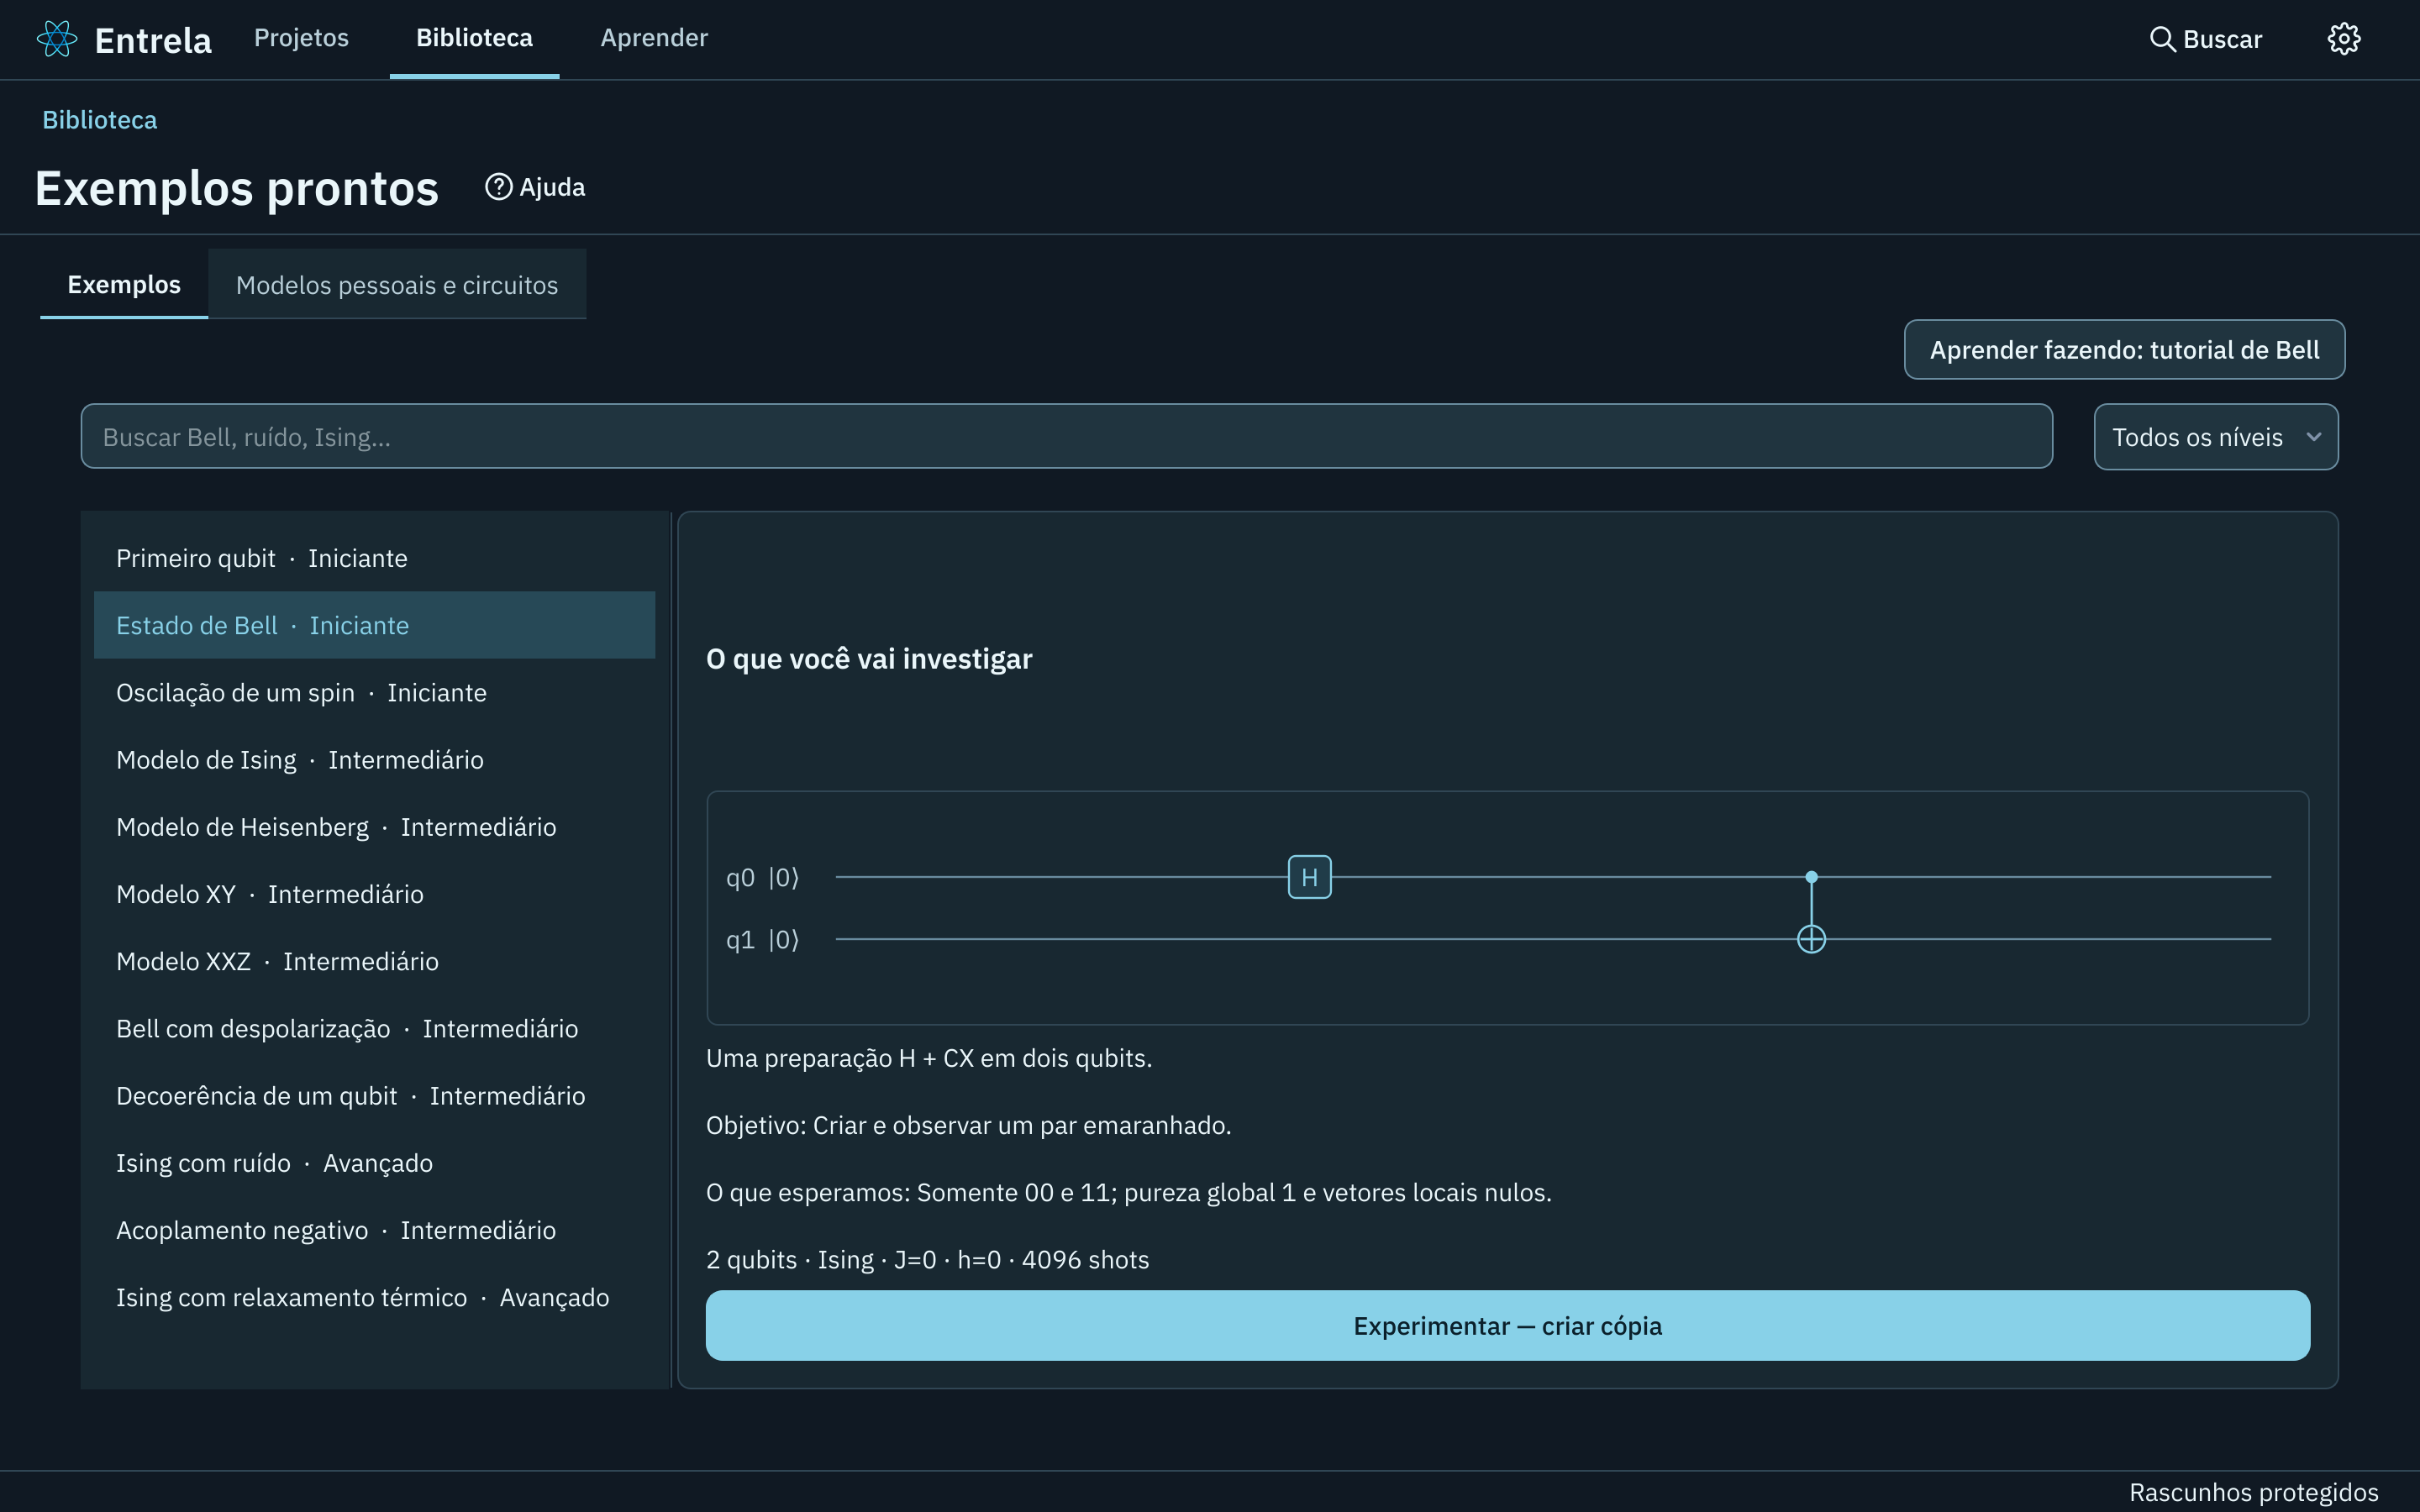 Entrela Projetos Biblioteca Aprender Buscar
Biblioteca
Exemplos prontos Ajuda
Exemplos Modelos pessoais e circuitos
Aprender fazendo: tutorial de Bell
Buscar Bell, ruído, Ising... Todos os níveis
Primeiro qubit · Iniciante
Estado de Bell · Iniciante
Oscilação de um spin · Iniciante
Modelo de Ising · Intermediário
Modelo de Heisenberg · Intermediário
Modelo XY · Intermediário
Modelo XXZ · Intermediário
Bell com despolarização · Intermediário
Decoerência de um qubit · Intermediário
Ising com ruído · Avançado
Acoplamento negativo · Intermediário
Ising com relaxamento térmico · Avançado
O que você vai investigar
q0 |0⟩ H
q1 |0⟩
Uma preparação H + CX em dois qubits.
Objetivo: Criar e observar um par emaranhado.
O que esperamos: Somente 00 e 11; pureza global 1 e vetores locais nulos.
2 qubits · Ising · J=0 · h=0 · 4096 shots
Experimentar — criar cópia
Rascunhos protegidos